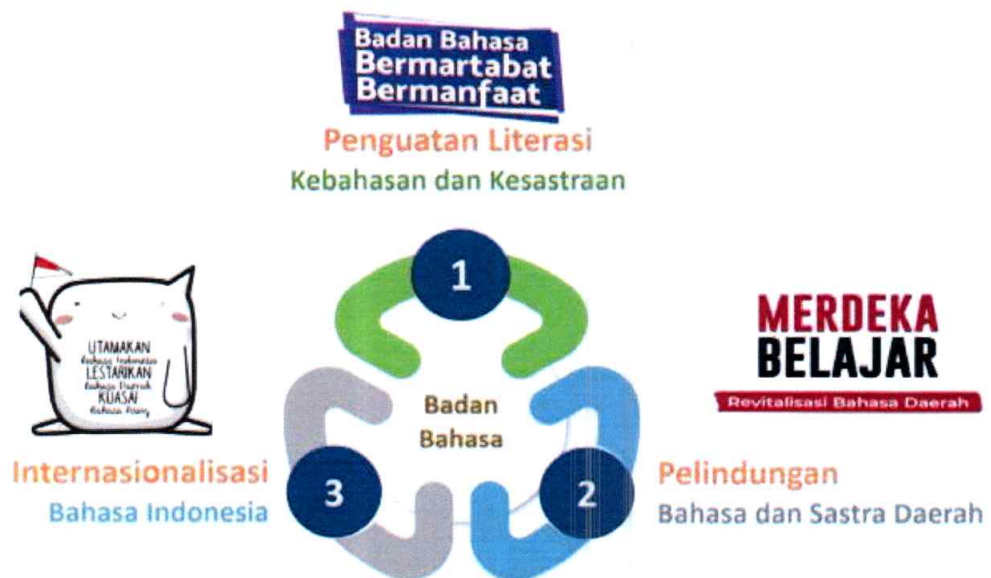 Badan Bahasa
Bermartabat
Bermanfaat
Penguatan Literasi
Kebahasan dan Kesastraan
1
UTAMAKAN
Bahasa Indonesia
LESTARIKAN
Bahasa Daerah
KUASAI
Bahasa Asing
MERDEKA
BELAJAR
Revitalisasi Bahasa Daerah
Badan
Bahasa
Internasionalisasi
Bahasa Indonesia
3
2
Pelindungan
Bahasa dan Sastra Daerah